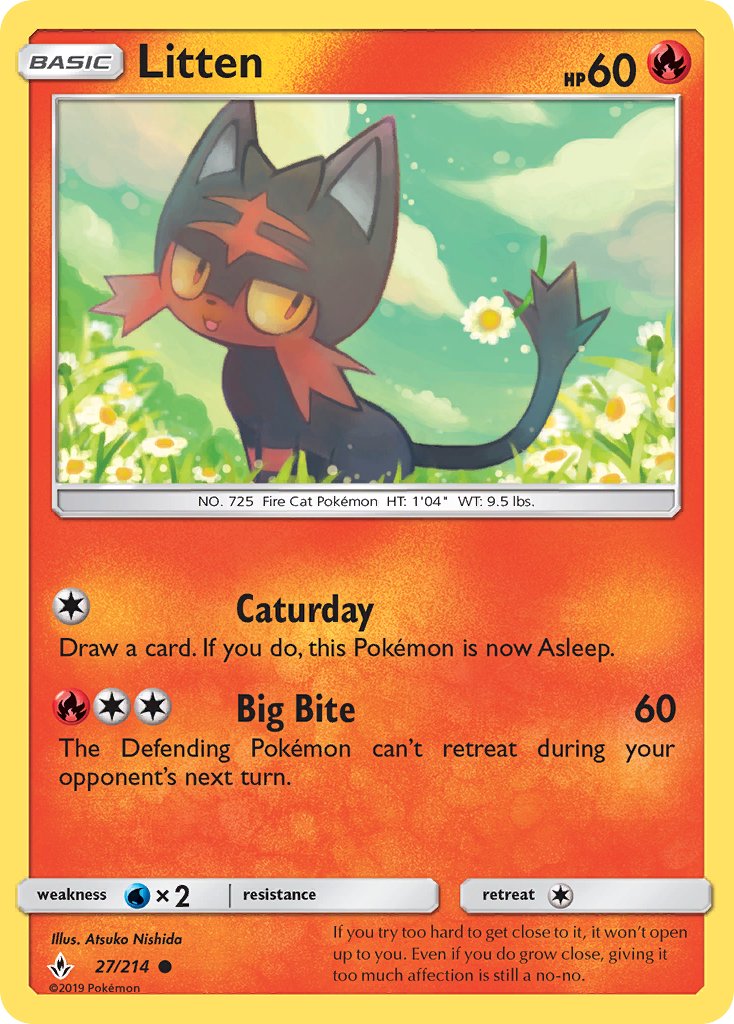 BASIC Litten HP60
NO. 725 Fire Cat Pokémon HT: 1'04" WT: 9.5 lbs.
Caturday
Draw a card. If you do, this Pokémon is now Asleep.
Big Bite 60
The Defending Pokémon can't retreat during your
opponent's next turn.
weakness ×2 resistance retreat
Illus. Atsuko Nishida
27/214
©2019 Pokémon
If you try too hard to get close to it, it won't open
up to you. Even if you do grow close, giving it
too much affection is still a no-no.